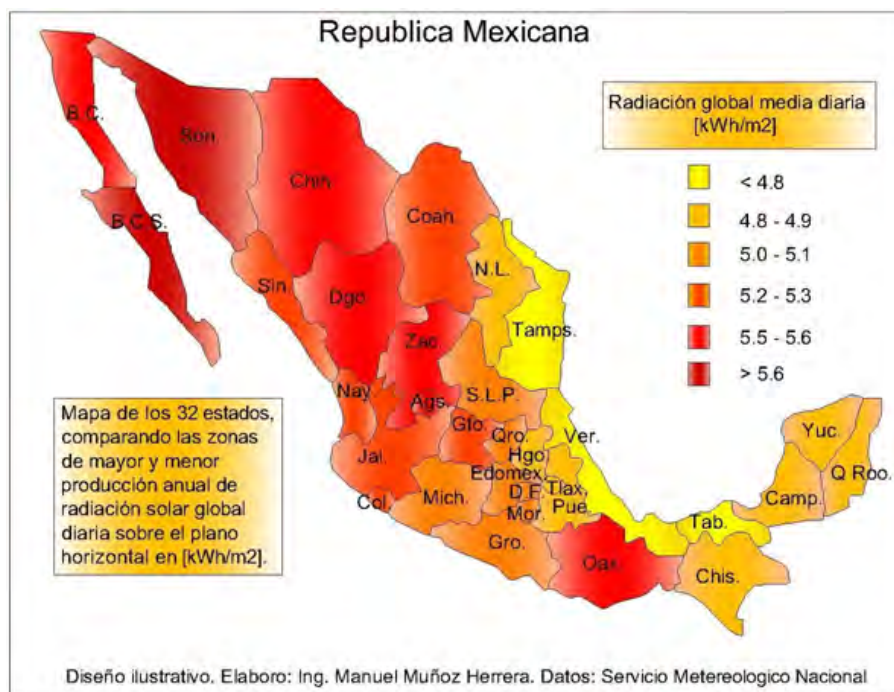 Republica Mexicana
Radiación global media diaria
[kWh/m2]
< 4.8
4.8 - 4.9
5.0 - 5.1
5.2 - 5.3
5.5 - 5.6
> 5.6
B.C.
Son.
B.C.S.
Chih.
Coah.
Sin.
Dgo.
N.L.
Tamps.
Zac.
Nay.
Ags.
S.L.P.
Jal.
Gto.
Qro.
Hgo.
Ver.
Edomex.
Col.
Mich.
D.F.
Tlax.
Mor.
Pue.
Gro.
Oax.
Tab.
Chis.
Camp.
Yuc.
Q Roo.
Mapa de los 32 estados,
comparando las zonas
de mayor y menor
producción anual de
radiación solar global
diaria sobre el plano
horizontal en [kWh/m2].
Diseño ilustrativo. Elaboro: Ing. Manuel Muñoz Herrera. Datos: Servicio Metereologico Nacional